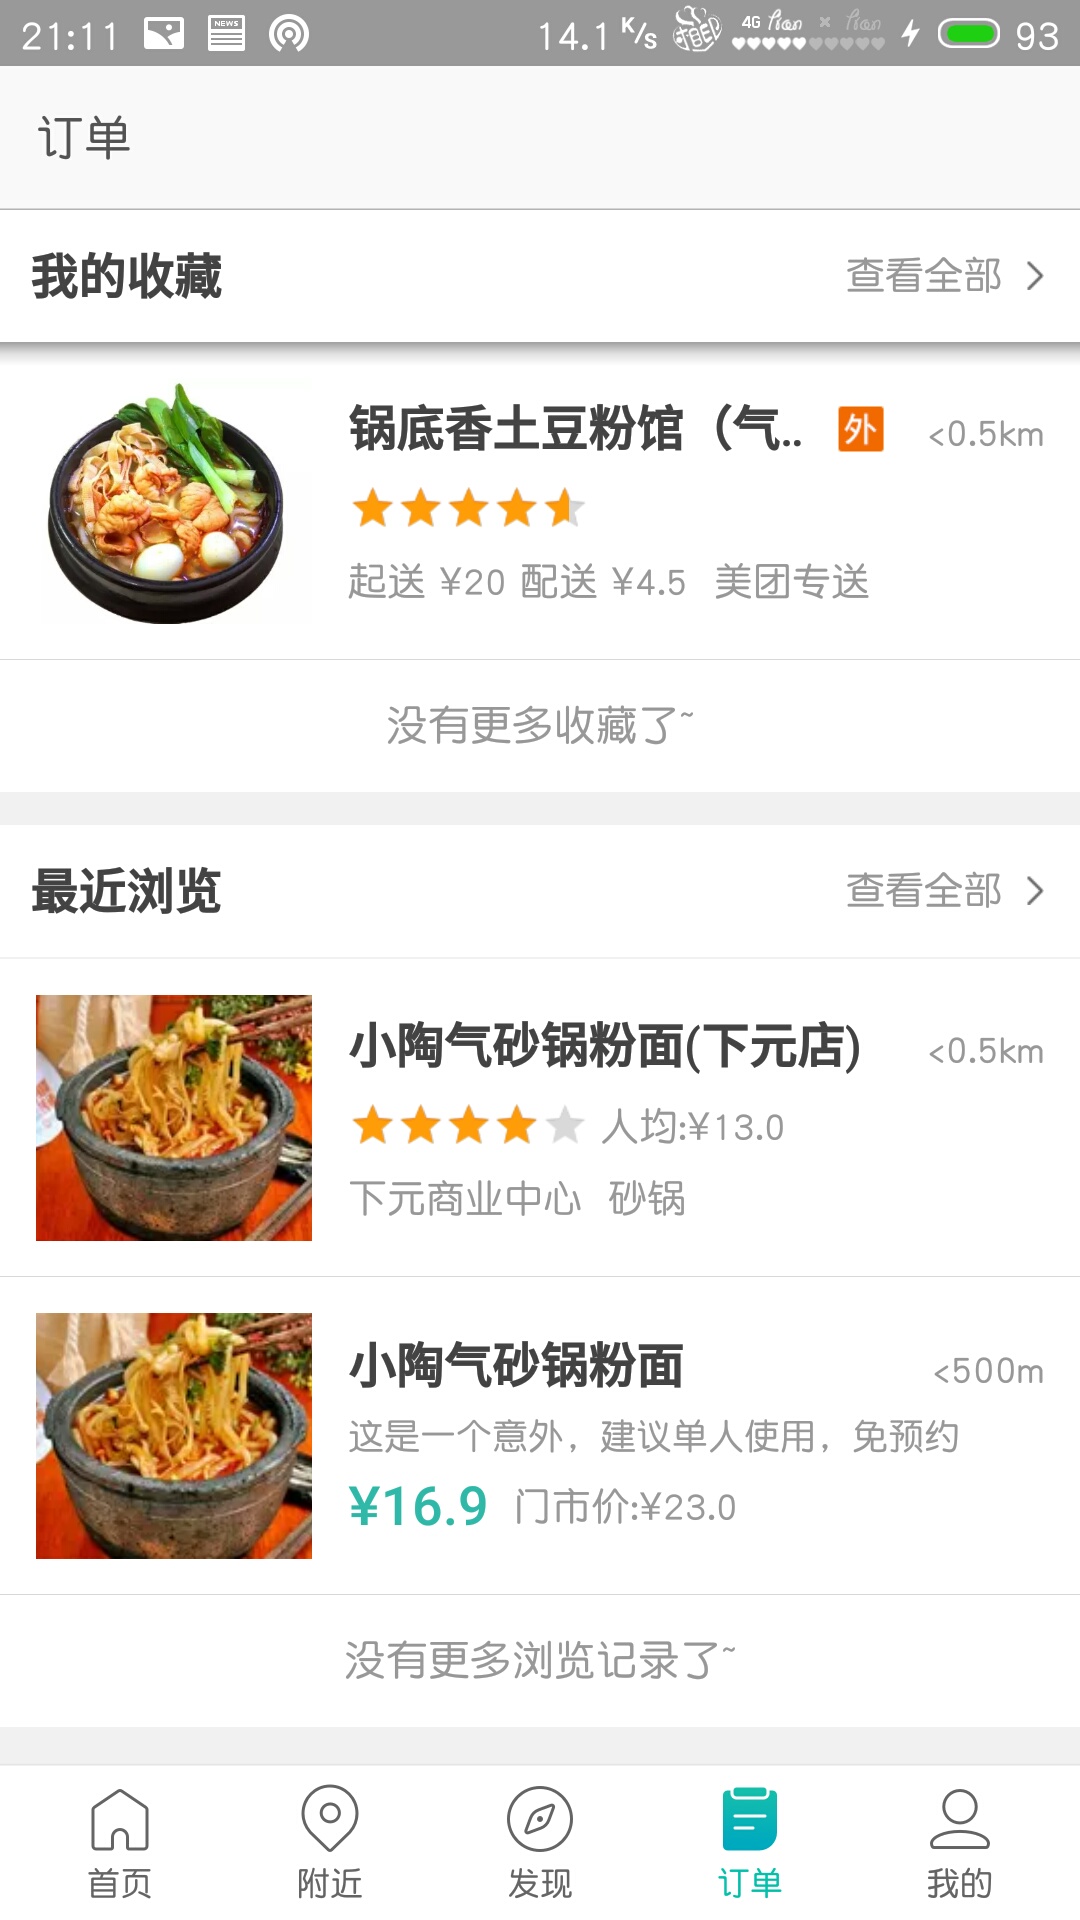 21:11 NEWS 14.1 K/s 4G lian × lian 93
订单
我的收藏 查看全部
锅底香土豆粉馆（气.. 外 <0.5km
起送 ¥20 配送 ¥4.5 美团专送
没有更多收藏了~
最近浏览 查看全部
小陶气砂锅粉面(下元店) <0.5km
人均:¥13.0
下元商业中心 砂锅
小陶气砂锅粉面 <500m
这是一个意外，建议单人使用，免预约
¥16.9 门市价:¥23.0
没有更多浏览记录了~
首页 附近 发现 订单 我的